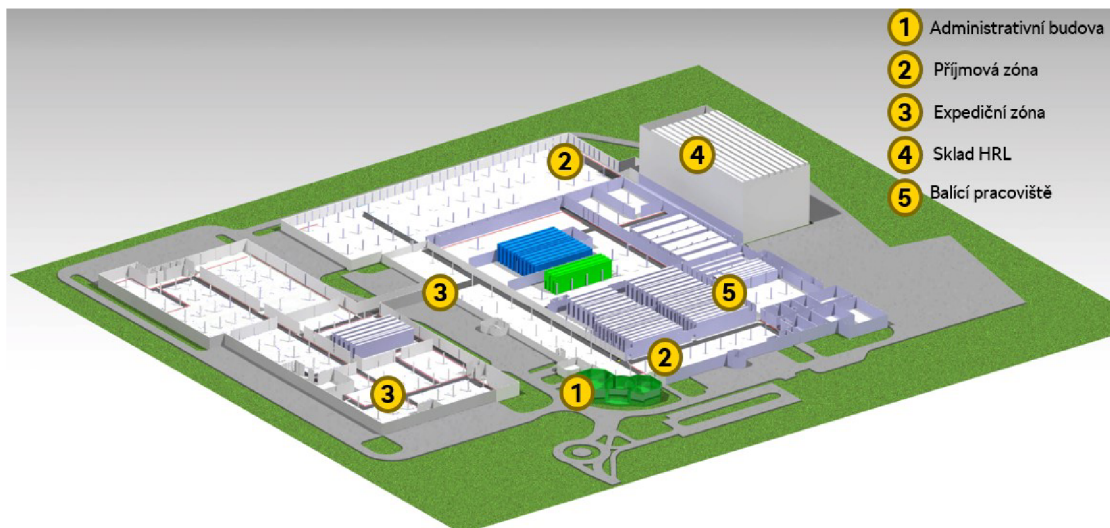 1 Administrativní budova
2 Příjmová zóna
3 Expediční zóna
4 Sklad HRL
5 Balící pracoviště
2
4
3
5
2
1
3